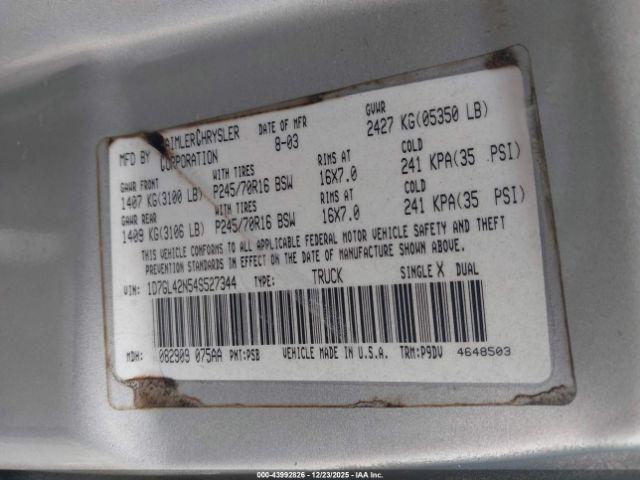 MFD BY DAIMLERCHRYSLER CORPORATION DATE OF MFR 8-03 GVWR 2427 KG(05350 LB)
GAWR FRONT WITH TIRES RIMS AT COLD
1407 KG(3100 LB) P245/70R16 BSW 16X7.0 241 KPA(35 PSI)
GAWR REAR WITH TIRES RIMS AT COLD
1409 KG(3106 LB) P245/70R16 BSW 16X7.0 241 KPA(35 PSI)
THIS VEHICLE CONFORMS TO ALL APPLICABLE FEDERAL MOTOR VEHICLE SAFETY AND THEFT
PREVENTION STANDARDS IN EFFECT ON THE DATE OF MANUFACTURE SHOWN ABOVE.
VIN: 1D7GL42N54S527344 TYPE: TRUCK SINGLE X DUAL
MDH: 082909 075AA PNT:PSB VEHICLE MADE IN U.S.A. TRM:P9DV 4648503
000-43992826 - 12/23/2025 - IAA Inc.